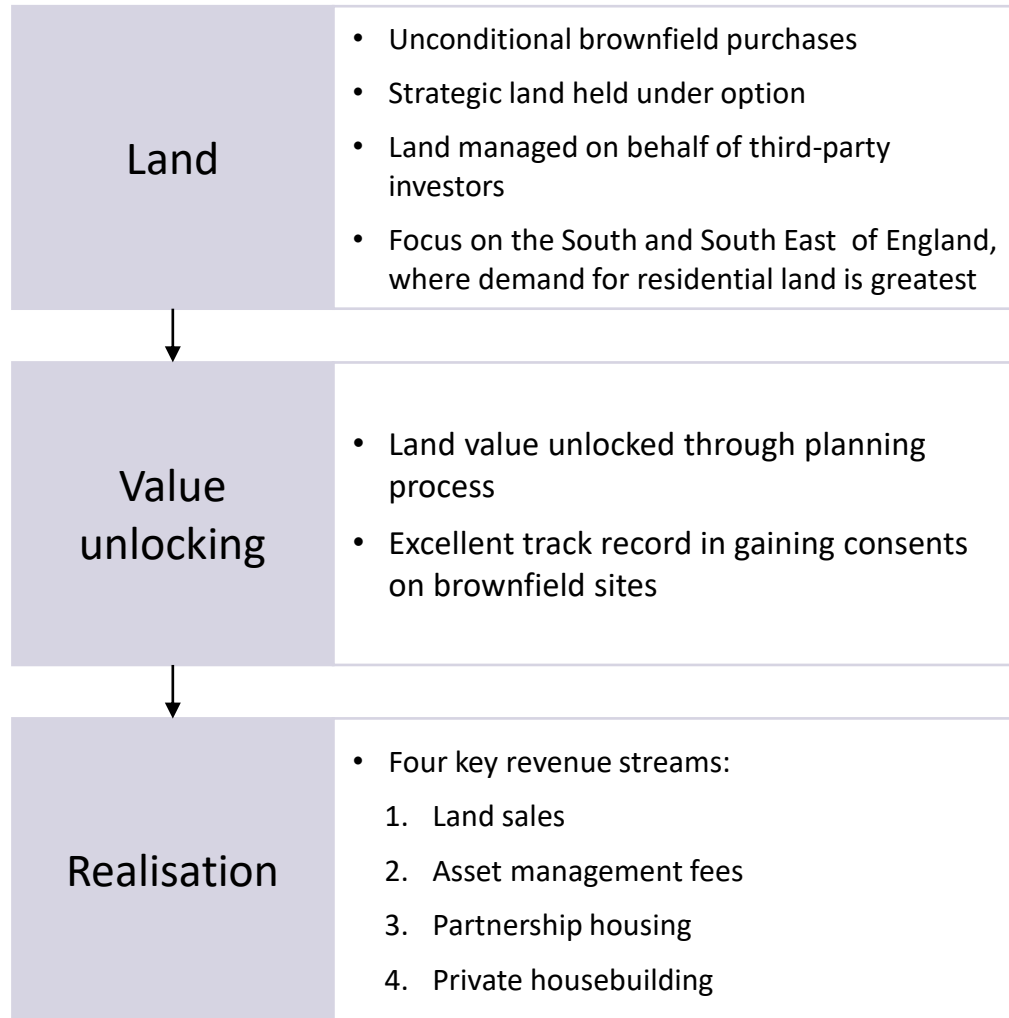 Land
• Unconditional brownfield purchases
• Strategic land held under option
• Land managed on behalf of third-party
investors
• Focus on the South and South East  of England,
where demand for residential land is greatest
Value
unlocking
• Land value unlocked through planning
process
• Excellent track record in gaining consents
on brownfield sites
Realisation
• Four key revenue streams:
1. Land sales
2. Asset management fees
3. Partnership housing
4. Private housebuilding